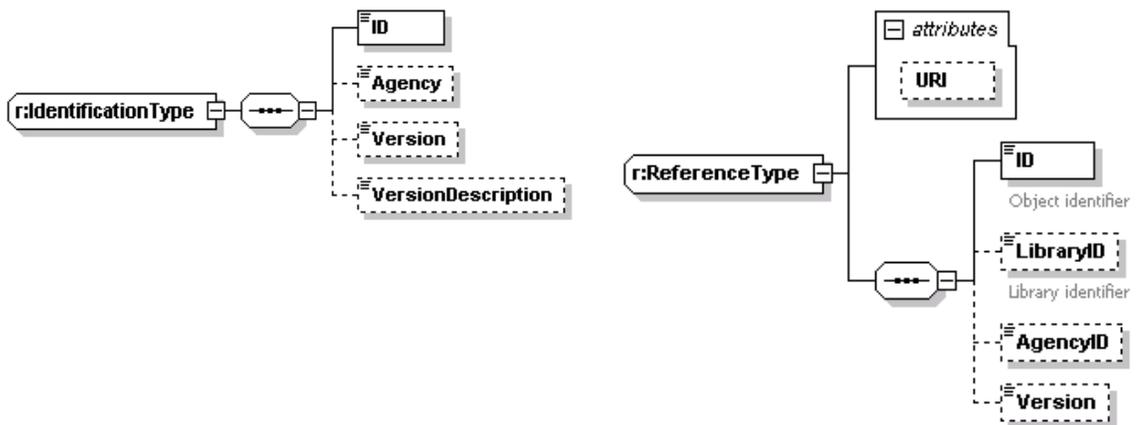 r:IdentificationType
ID
Agency
Version
VersionDescription
r:ReferenceType
attributes
URI
ID
Object identifier
LibraryID
Library identifier
AgencyID
Version